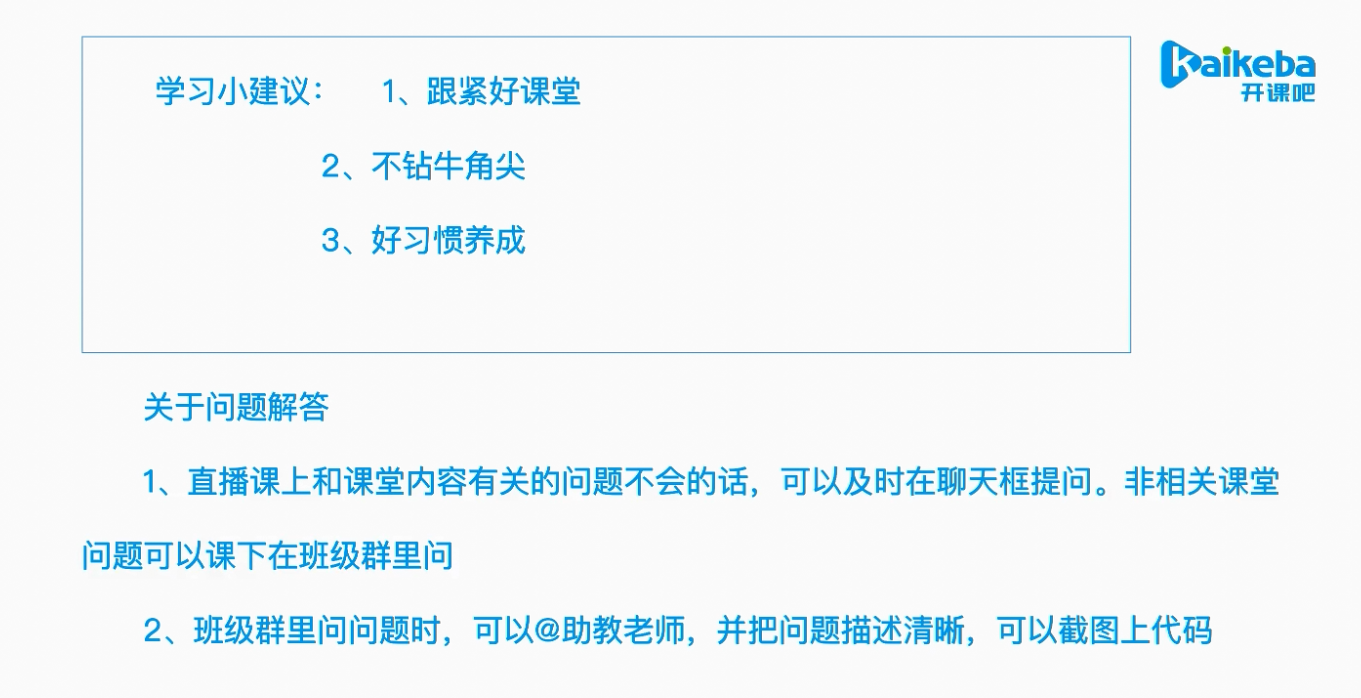 学习小建议：　1、跟紧好课堂
2、不钻牛角尖
3、好习惯养成
kaikeba
开课吧
关于问题解答
1、直播课上和课堂内容有关的问题不会的话，可以及时在聊天框提问。非相关课堂
问题可以课下在班级群里问
2、班级群里问问题时，可以@助教老师，并把问题描述清晰，可以截图上代码